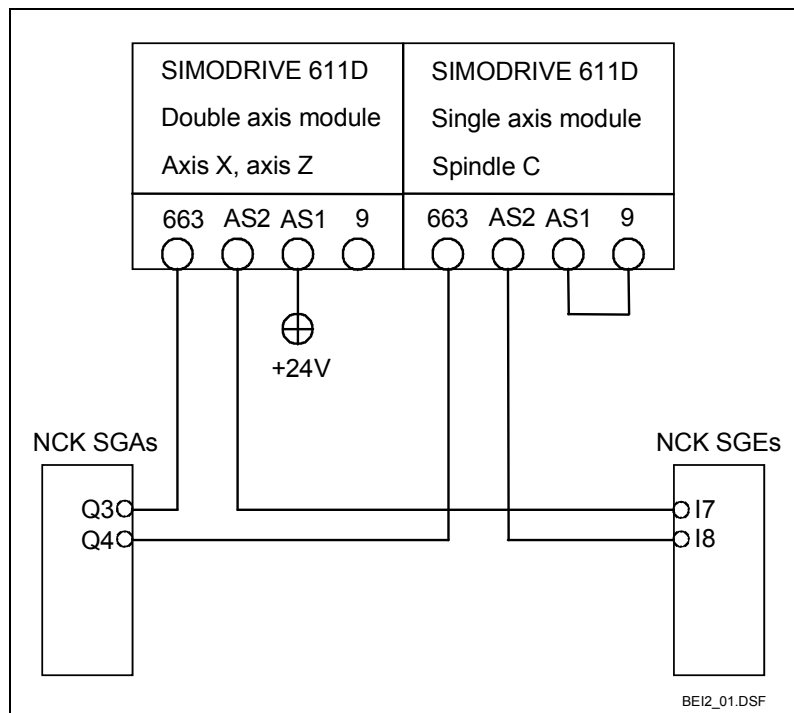 SIMODRIVE 611D
Double axis module
Axis X, axis Z
SIMODRIVE 611D
Single axis module
Spindle C
663 AS2 AS1 9
663 AS2 AS1 9
+24V
NCK SGAs
NCK SGEs
Q3
Q4
I7
I8
BEI2_01.DSF